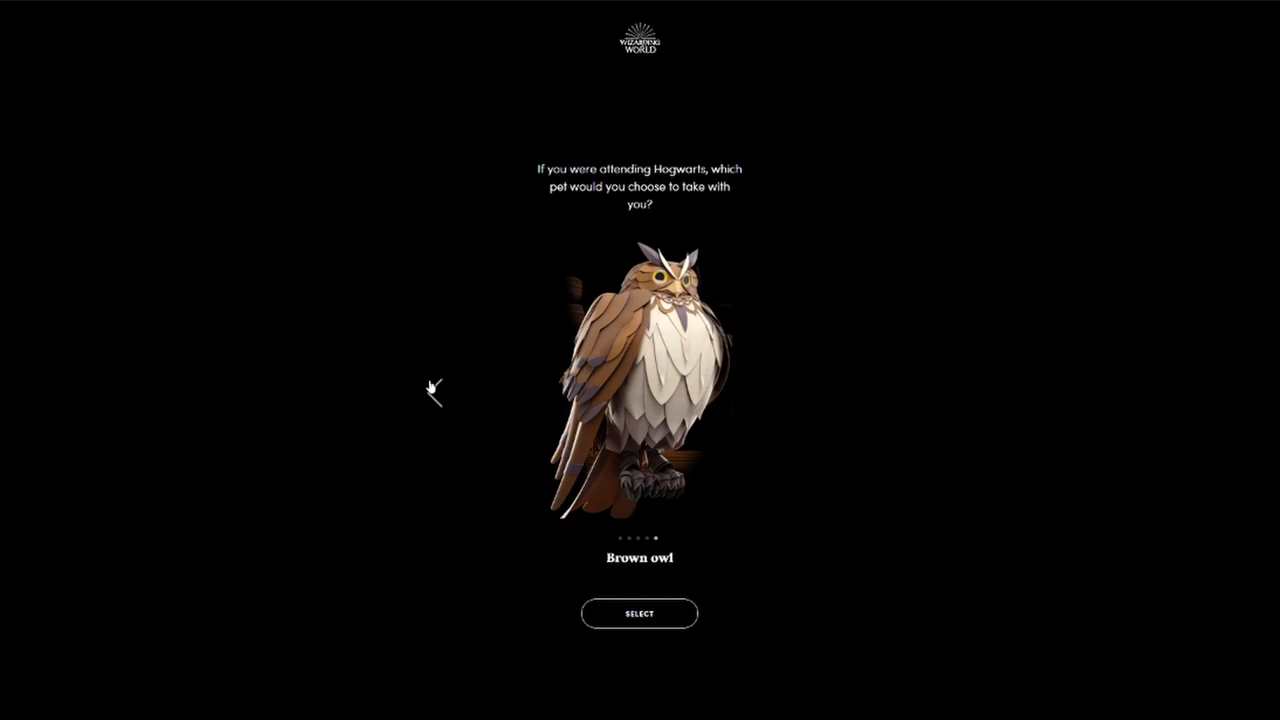 WIZARDING
WORLD
If you were attending Hogwarts, which
pet would you choose to take with
you?
Brown owl
SELECT